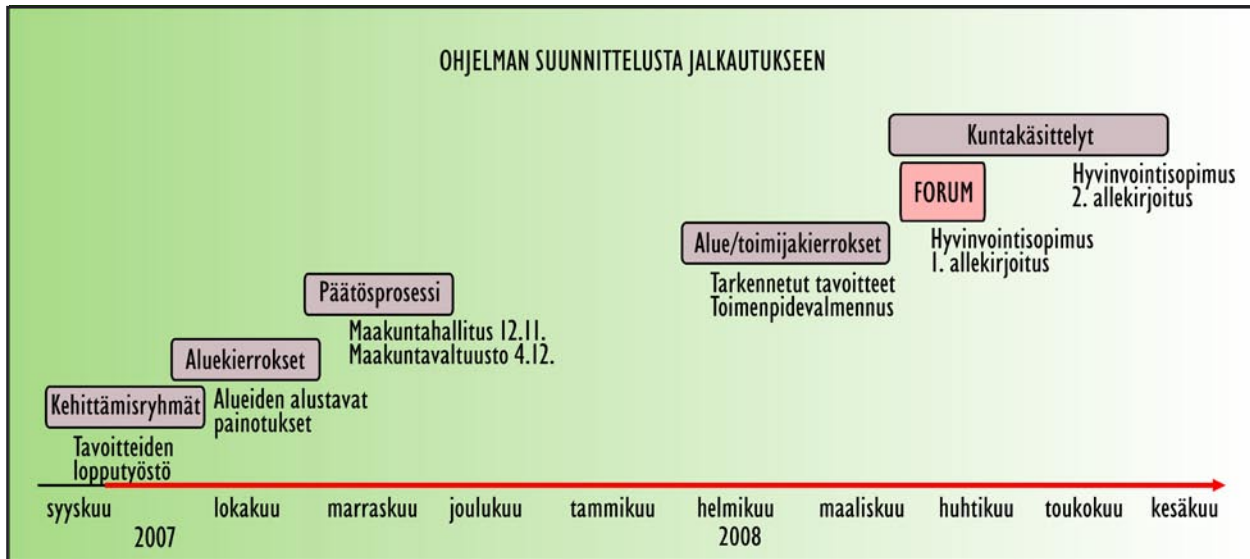 OHJELMAN SUUNNITTELUSTA JALKAUTUKSEEN
Kuntakäsittelyt
Hyvinvointisopimus
2. allekirjoitus
FORUM
Hyvinvointisopimus
1. allekirjoitus
Alue/toimijakierrokset
Tarkennetut tavoitteet
Toimenpidevalmennus
Päätösprosessi
Maakuntahallitus 12.11.
Maakuntavaltuusto 4.12.
Aluekierrokset
Alueiden alustavat
painotukset
Kehittämisryhmät
Tavoitteiden
lopputyöstö
syyskuu lokakuu marraskuu joulukuu tammikuu helmikuu maaliskuu huhtikuu toukokuu kesäkuu
2007 2008